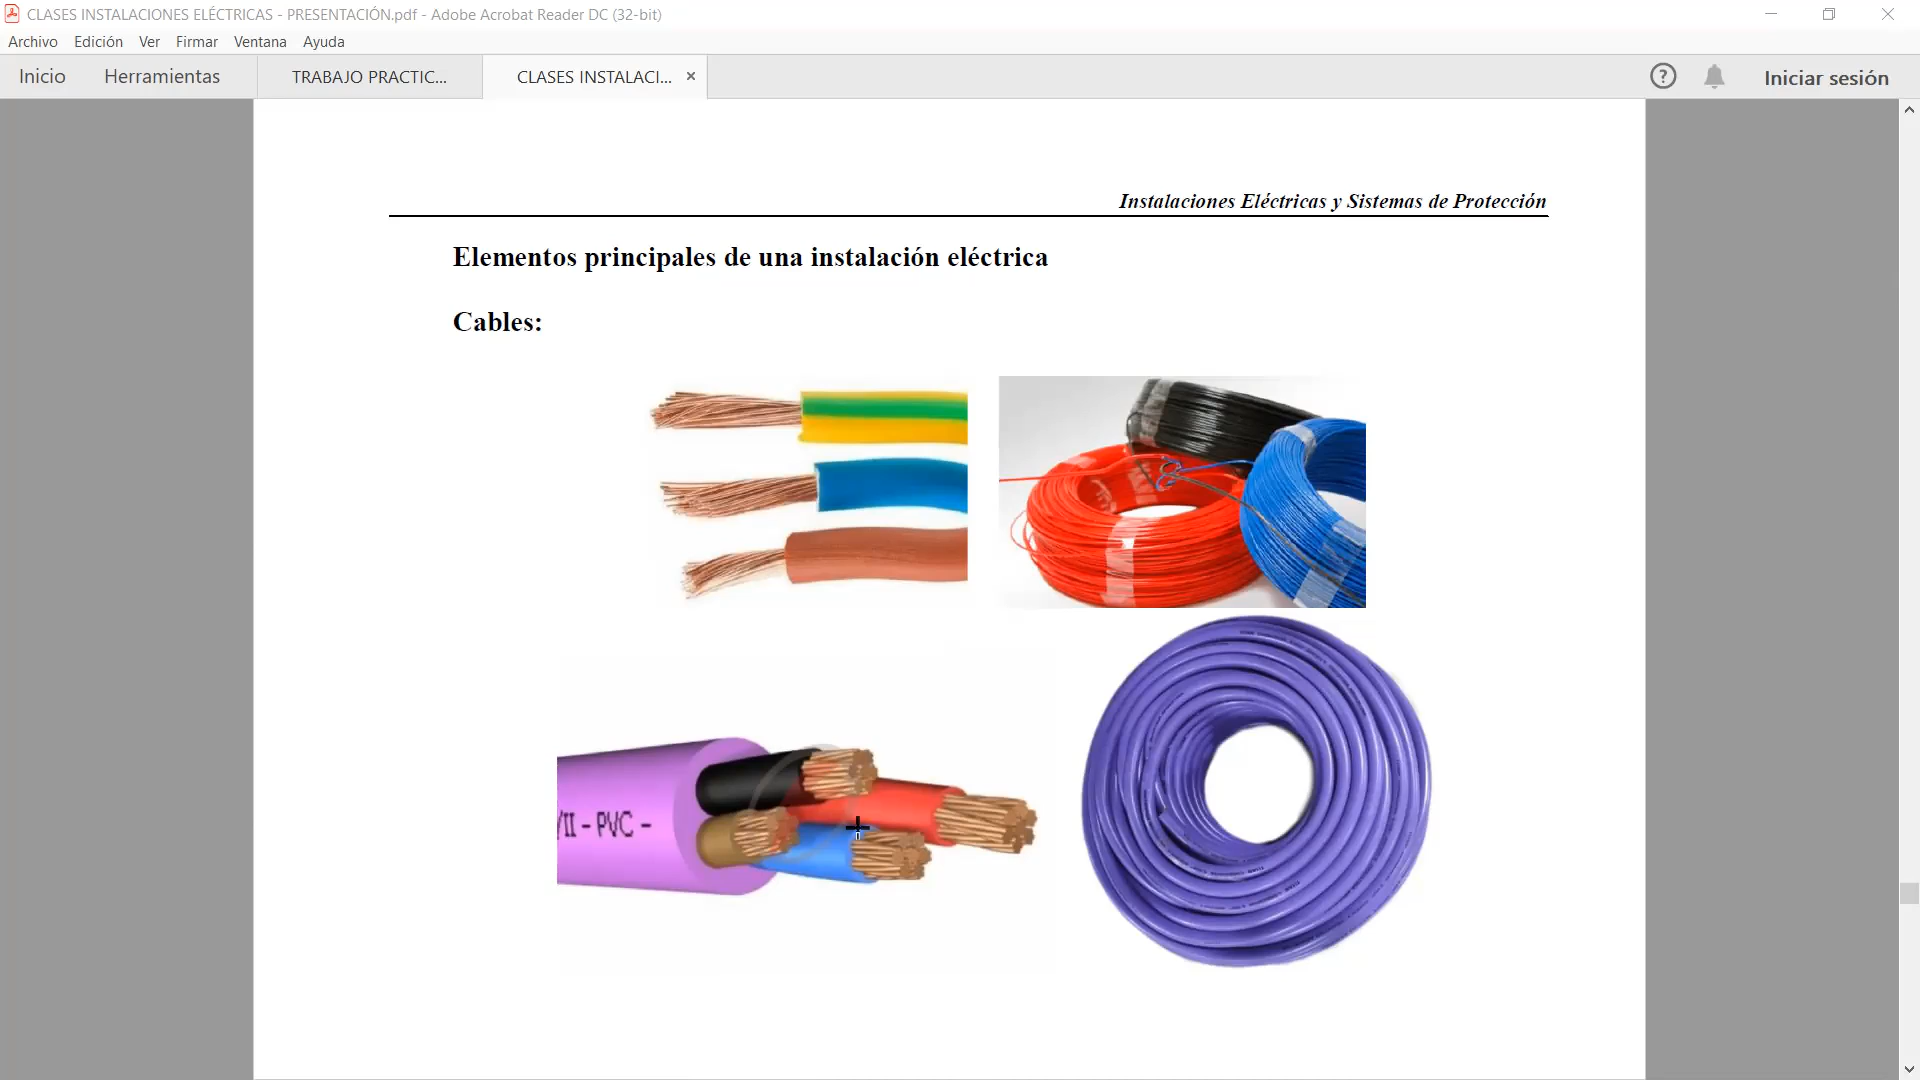 CLASES INSTALACIONES ELÉCTRICAS - PRESENTACIÓN.pdf - Adobe Acrobat Reader DC (32-bit)
Archivo Edición Ver Firmar Ventana Ayuda
Inicio Herramientas TRABAJO PRACTIC... CLASES INSTALACI... × ? Iniciar sesión
Instalaciones Eléctricas y Sistemas de Protección
Elementos principales de una instalación eléctrica
Cables:
/II - PVC -